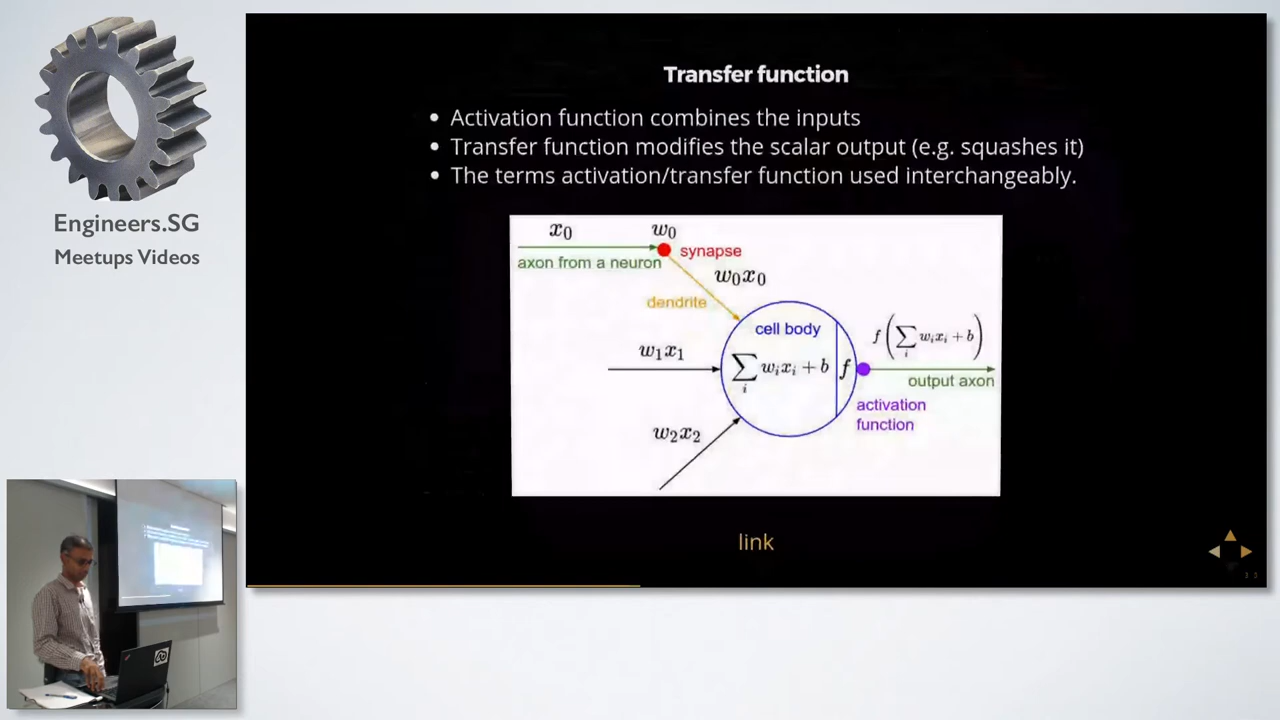 Engineers.SG
Meetups Videos
Transfer function
Activation function combines the inputs
Transfer function modifies the scalar output (e.g. squashes it)
The terms activation/transfer function used interchangeably.
x₀
w₀
axon from a neuron
synapse
w₀x₀
dendrite
cell body
w₁x₁
∑ᵢ wᵢxᵢ + b
f
f(∑ᵢ wᵢxᵢ + b)
output axon
activation
function
w₂x₂
link